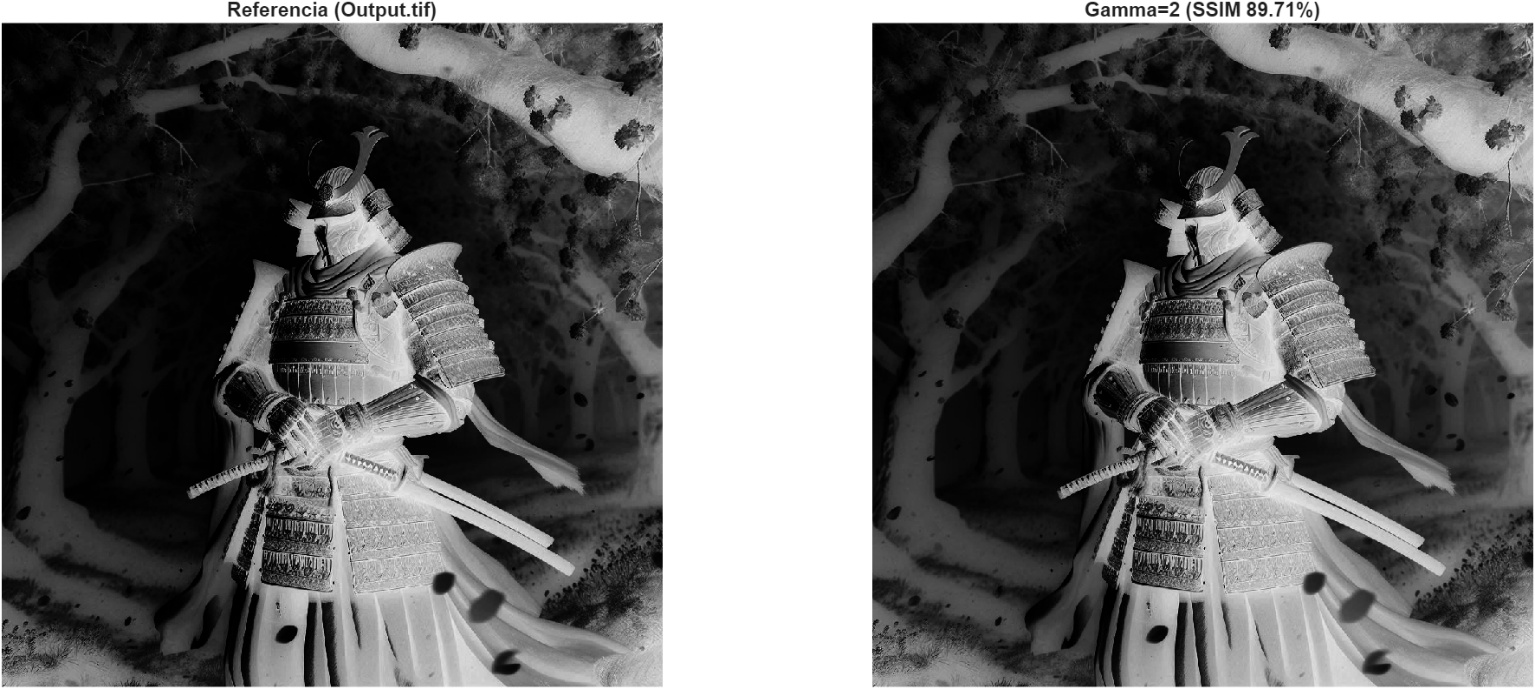 Referencia (Output.tif)
Gamma=2 (SSIM 89.71%)